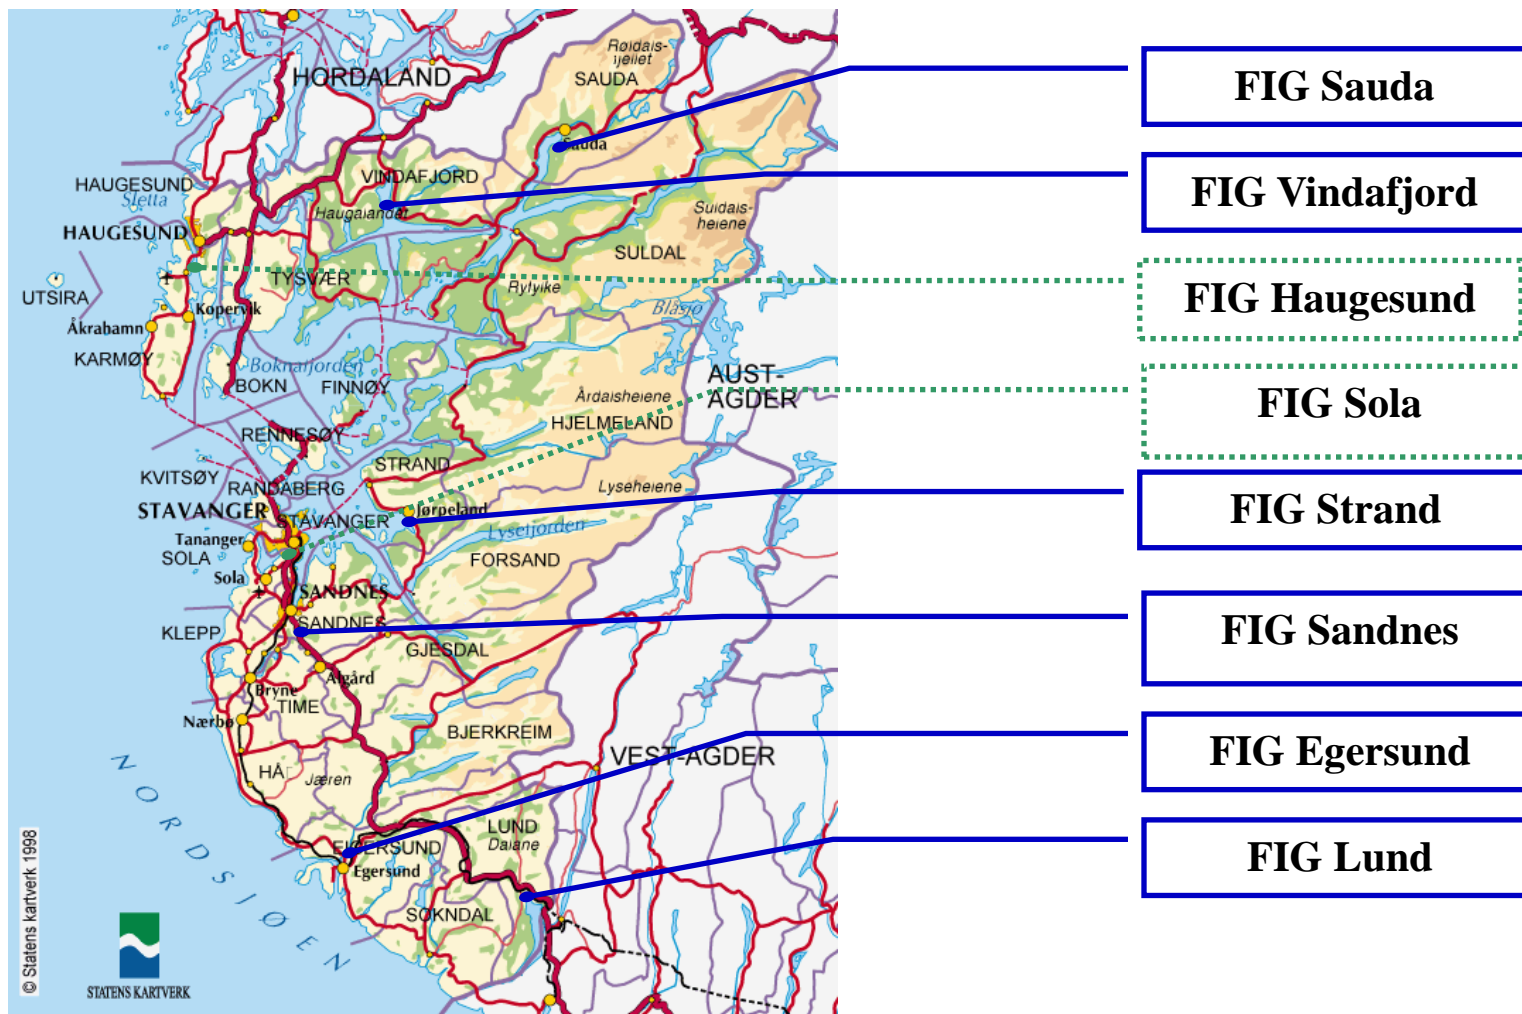 HORDALAND
Røldals-
fjellet
SAUDA
Sauda
VINDAFJORD
HAUGESUND
Sletta
Haugalandet
Suldals-
heiene
HAUGESUND
SULDAL
TYSVÆR
Ryfylke
UTSIRA
Blåsjø
Kopervik
Åkrahamn
KARMØY
Boknafjorden
BOKN
FINNØY
AUST-
AGDER
Årdalsheiene
HJELMELAND
RENNESØY
STRAND
KVITSØY
RANDABERG
Lyseheiene
STAVANGER
STAVANGER
Jørpeland
Lysefjorden
Tananger
SOLA
FORSAND
Sola
SANDNES
SANDNES
KLEPP
GJESDAL
Ålgård
Bryne
TIME
Nærbø
BJERKREIM
VEST-AGDER
HÅ
Jæren
NORDSJØEN
LUND
Dalane
EIGERSUND
Egersund
SOKNDAL
© Statens kartverk 1998
STATENS KARTVERK
FIG Sauda
FIG Vindafjord
FIG Haugesund
FIG Sola
FIG Strand
FIG Sandnes
FIG Egersund
FIG Lund